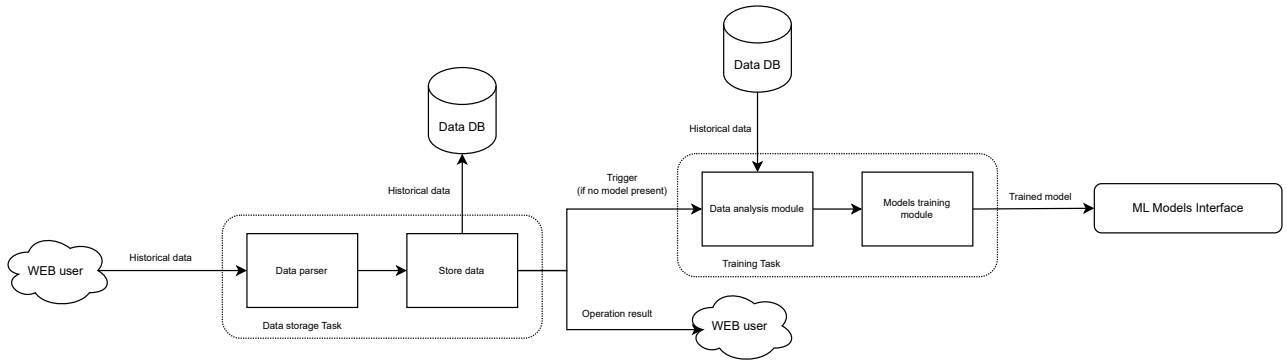 Data DB
Data DB
Historical data
Trigger
(if no model present)
Historical data
Data analysis module
Models training
module
Trained model
ML Models Interface
Training Task
WEB user
Historical data
Data parser
Store data
Data storage Task
Operation result
WEB user